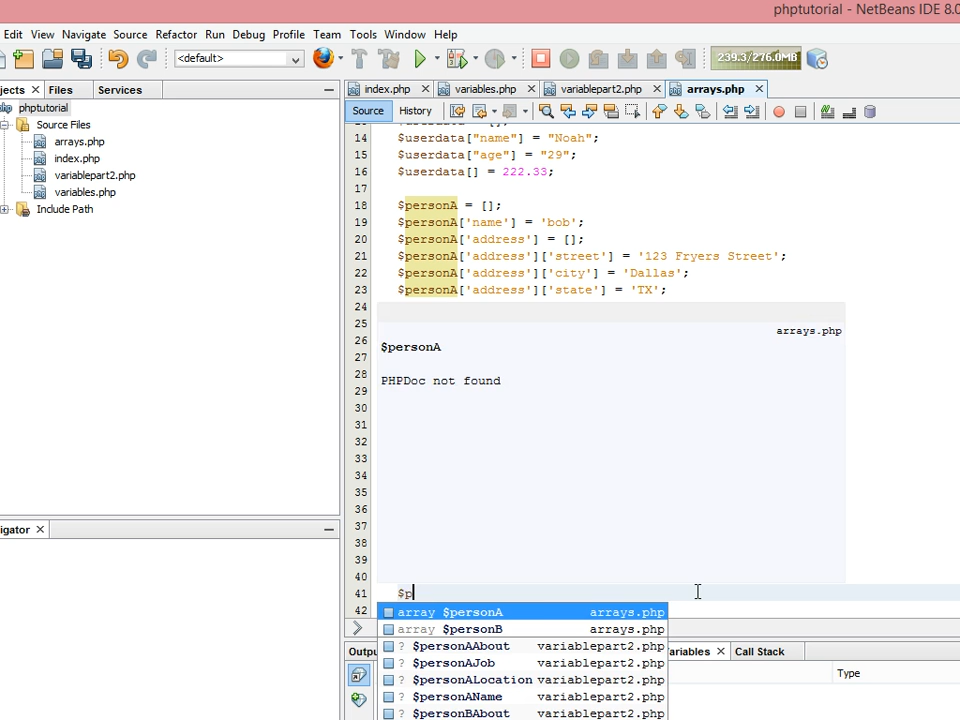 phptutorial - NetBeans IDE 8.0
Edit View Navigate Source Refactor Run Debug Profile Team Tools Window Help
<default>
239.3/276.0MB
jects Files Services
index.php variables.php variablepart2.php arrays.php
phptutorial
Source History
Source Files
arrays.php
index.php
variablepart2.php
variables.php
Include Path
14 $userdata["name"] = "Noah";
15 $userdata["age"] = "29";
16 $userdata[] = 222.33;
17
18 $personA = [];
19 $personA['name'] = 'bob';
20 $personA['address'] = [];
21 $personA['address']['street'] = '123 Fryers Street';
22 $personA['address']['city'] = 'Dallas';
23 $personA['address']['state'] = 'TX';
24
25 arrays.php
26 $personA
27
28 PHPDoc not found
29
30
31
32
33
34
35
36
37
38
39
40
41 $p
42
array $personA arrays.php
array $personB arrays.php
? $personAAbout variablepart2.php
? $personAJob variablepart2.php
? $personALocation variablepart2.php
? $personAName variablepart2.php
? $personBAbout variablepart2.php
igator
Outpu
ariables Call Stack
Type